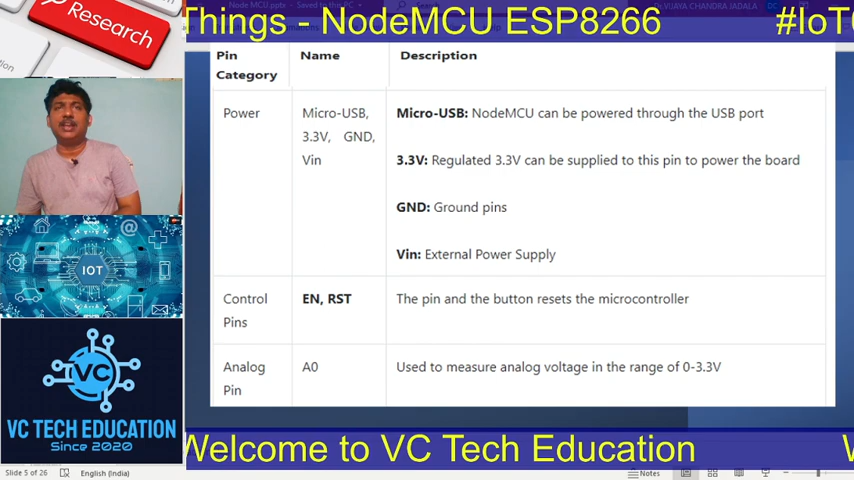 Things - NodeMCU ESP8266 #IoT
Research
Pin Category
Name
Description
Power
Micro-USB,
3.3V, GND,
Vin
Micro-USB: NodeMCU can be powered through the USB port
3.3V: Regulated 3.3V can be supplied to this pin to power the board
GND: Ground pins
Vin: External Power Supply
Control
Pins
EN, RST
The pin and the button resets the microcontroller
Analog
Pin
A0
Used to measure analog voltage in the range of 0-3.3V
IOT
VC
VC TECH EDUCATION
Since 2020
Welcome to VC Tech Education
Slide 5 of 26
English (India)
Notes